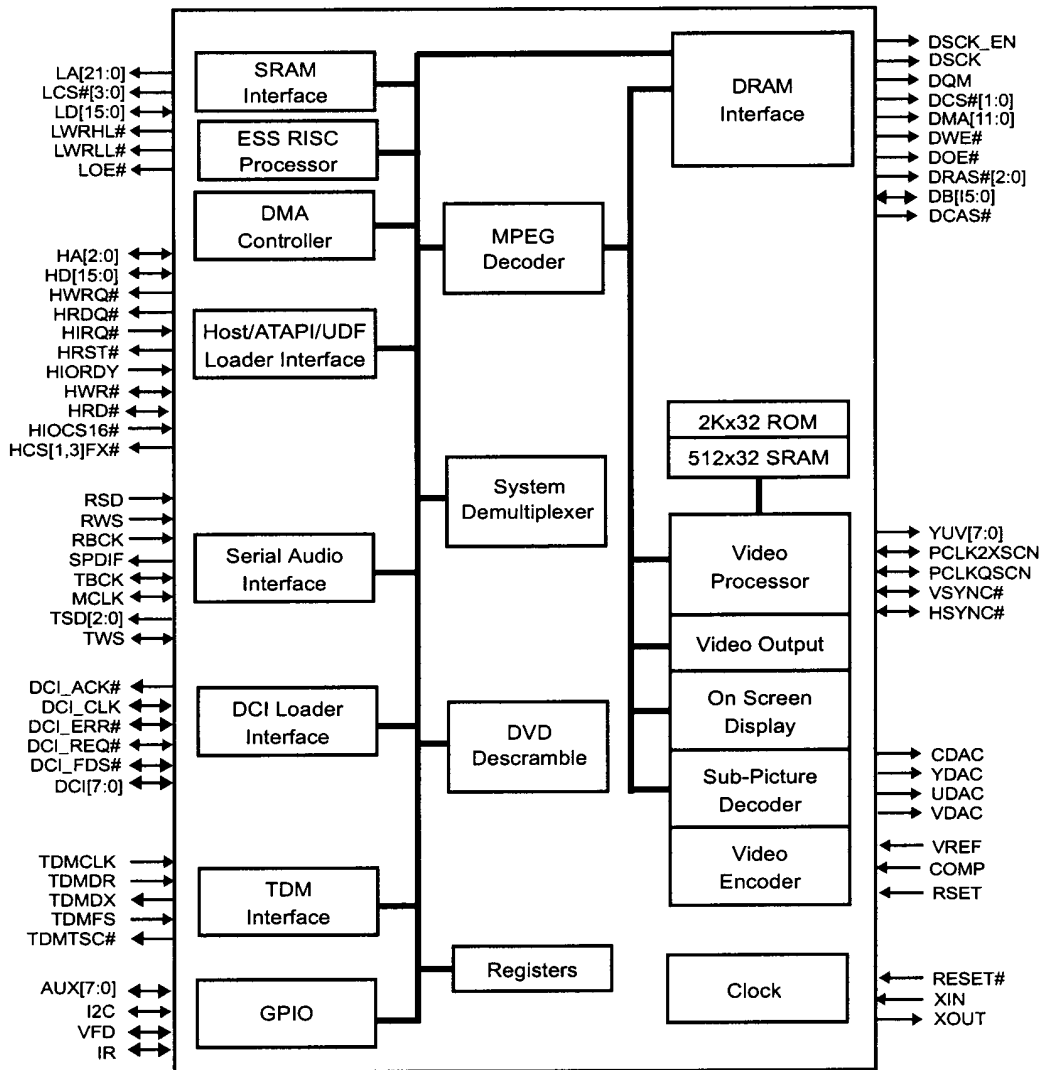 LA[21:0]
LCS#[3:0]
LD[15:0]
LWRHL#
LWRLL#
LOE#
HA[2:0]
HD[15:0]
HWRQ#
HRDQ#
HIRQ#
HRST#
HIORDY
HWR#
HRD#
HIOCS16#
HCS[1,3]FX#
RSD
RWS
RBCK
SPDIF
TBCK
MCLK
TSD[2:0]
TWS
DCI_ACK#
DCI_CLK
DCI_ERR#
DCI_REQ#
DCI_FDS#
DCI[7:0]
TDMCLK
TDMDR
TDMDX
TDMFS
TDMTSC#
AUX[7:0]
I2C
VFD
IR
SRAM
Interface
ESS RISC
Processor
DMA
Controller
Host/ATAPI/UDF
Loader Interface
Serial Audio
Interface
DCI Loader
Interface
TDM
Interface
GPIO
MPEG
Decoder
System
Demultiplexer
DVD
Descramble
Registers
DRAM
Interface
2Kx32 ROM
512x32 SRAM
Video
Processor
Video Output
On Screen
Display
Sub-Picture
Decoder
Video
Encoder
Clock
DSCK_EN
DSCK
DQM
DCS#[1:0]
DMA[11:0]
DWE#
DOE#
DRAS#[2:0]
DB[I5:0]
DCAS#
YUV[7:0]
PCLK2XSCN
PCLKQSCN
VSYNC#
HSYNC#
CDAC
YDAC
UDAC
VDAC
VREF
COMP
RSET
RESET#
XIN
XOUT